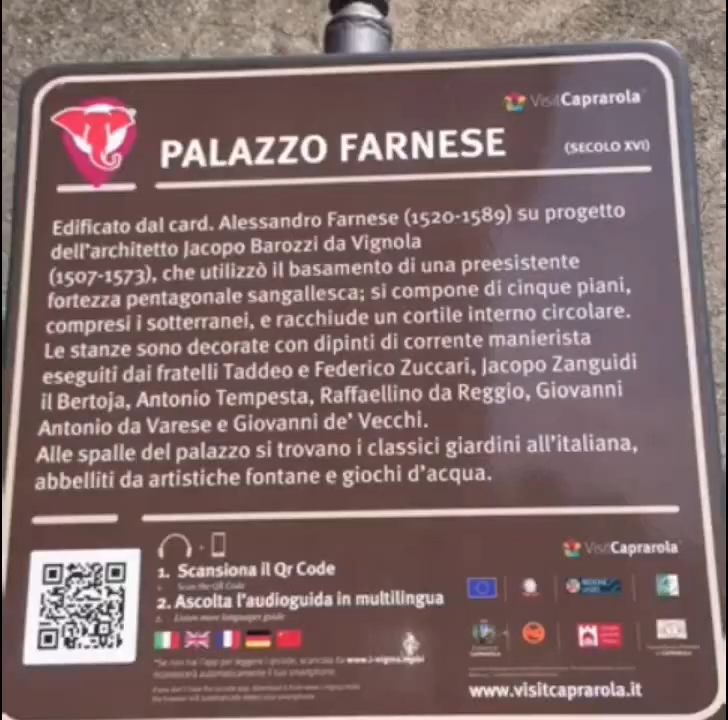 VisitCaprarola
PALAZZO FARNESE
(SECOLO XVI)
Edificato dal card. Alessandro Farnese (1520-1589) su progetto
dell'architetto Jacopo Barozzi da Vignola
(1507-1573), che utilizzò il basamento di una preesistente
fortezza pentagonale sangallesca; si compone di cinque piani,
compresi i sotterranei, e racchiude un cortile interno circolare.
Le stanze sono decorate con dipinti di corrente manierista
eseguiti dai fratelli Taddeo e Federico Zuccari, Jacopo Zanguidi
il Bertoja, Antonio Tempesta, Raffaellino da Reggio, Giovanni
Antonio da Varese e Giovanni de' Vecchi.
Alle spalle del palazzo si trovano i classici giardini all'italiana,
abbelliti da artistiche fontane e giochi d'acqua.
VisitCaprarola
1. Scansiona il Qr Code
Scan the QR Code
2. Ascolta l'audioguida in multilingua
REGIONE
LAZIO
CAPRAROLA
www.visitcaprarola.it